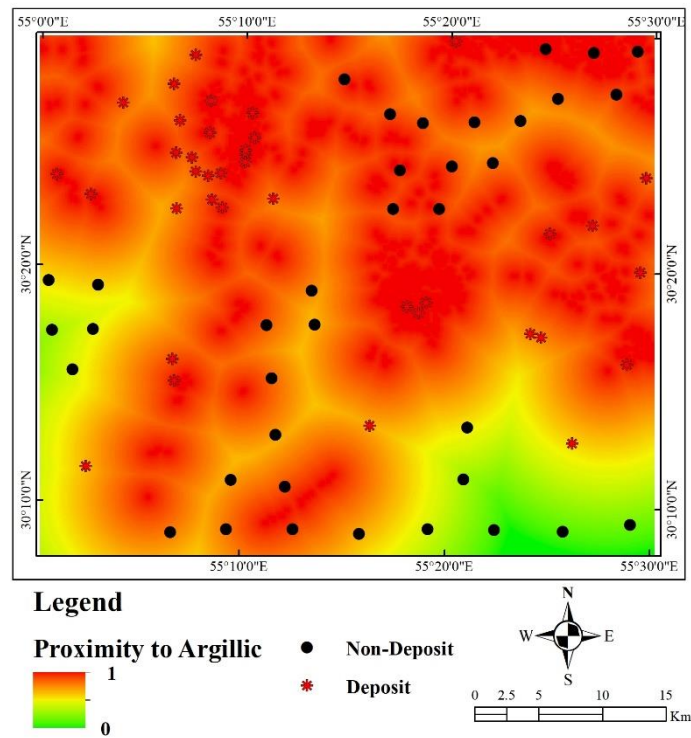 55°0'0"E 55°10'0"E 55°20'0"E 55°30'0"E
30°20'0"N 30°20'0"N
30°10'0"N 30°10'0"N
55°10'0"E 55°20'0"E 55°30'0"E
Legend
Proximity to Argillic
1
0
Non-Deposit
Deposit
N
W E
S
0 2.5 5 10 15
Km